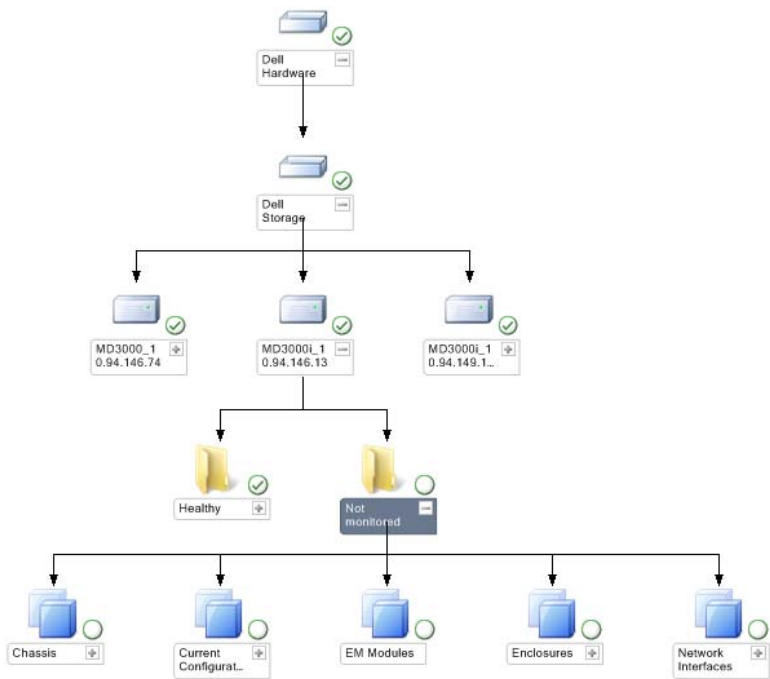 Dell
Hardware
Dell
Storage
MD3000_1
0.94.146.74
MD3000i_1
0.94.146.13
MD3000i_1
0.94.149.1...
Healthy
Not
monitored
Chassis
Current
Configurat...
EM Modules
Enclosures
Network
Interfaces